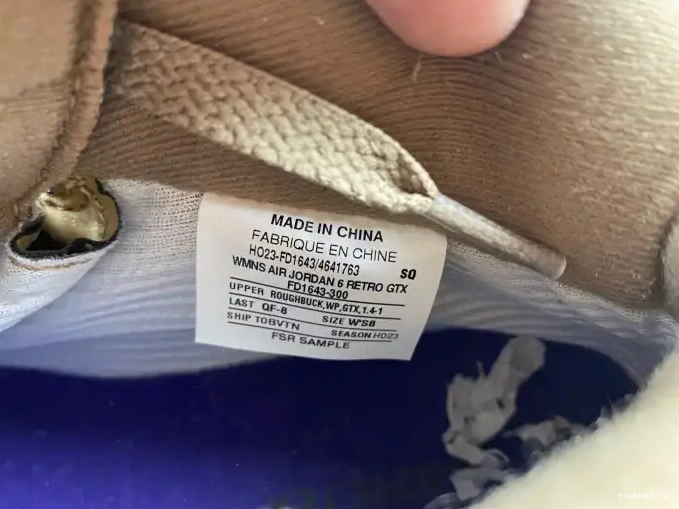 MADE IN CHINA
FABRIQUE EN CHINE
HO23-FD1643/4641763 SQ
WMNS AIR JORDAN 6 RETRO GTX
FD1643-300
UPPER ROUGHBUCK,WP,GTX,1.4-1
LAST QF-8 SIZE W'S8
SHIP TOBVTN SEASON HO23
FSR SAMPLE